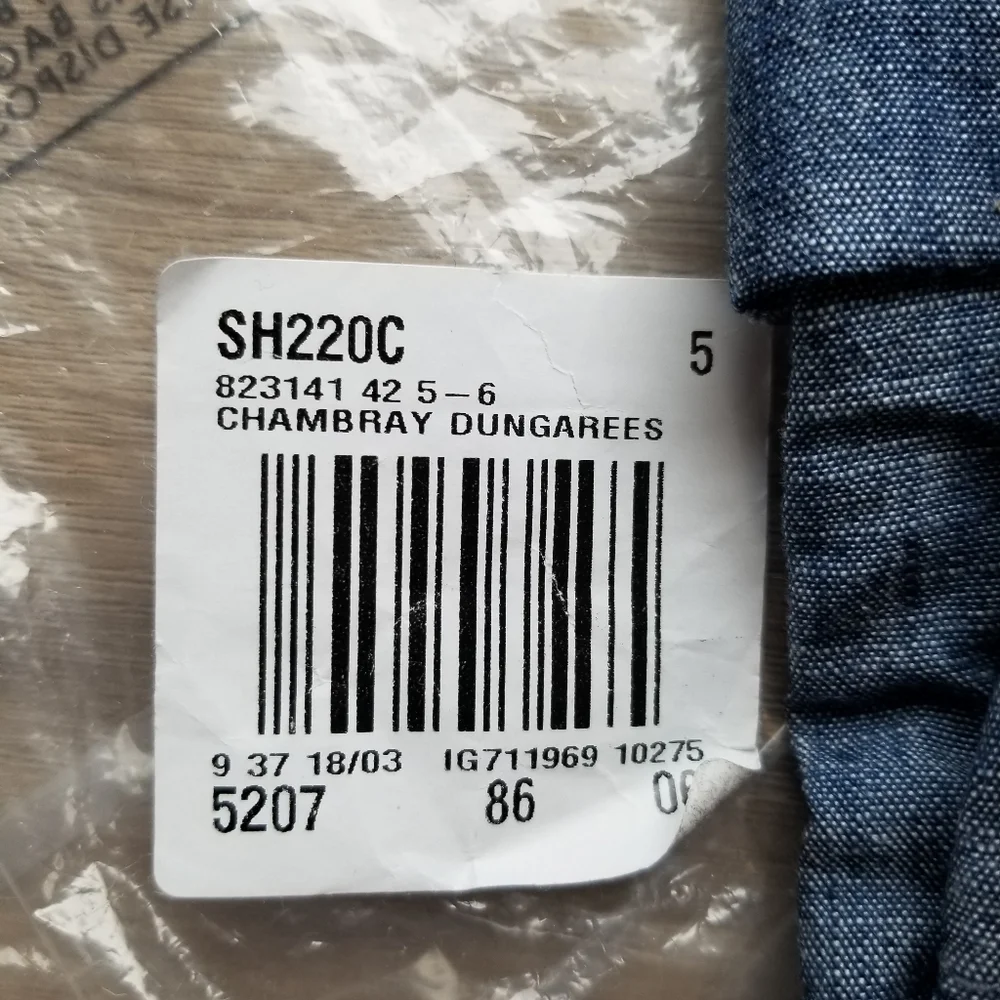 SH220C
5
823141 42 5-6
CHAMBRAY DUNGAREES
9 37 18/03 IG711969 10275
5207 86